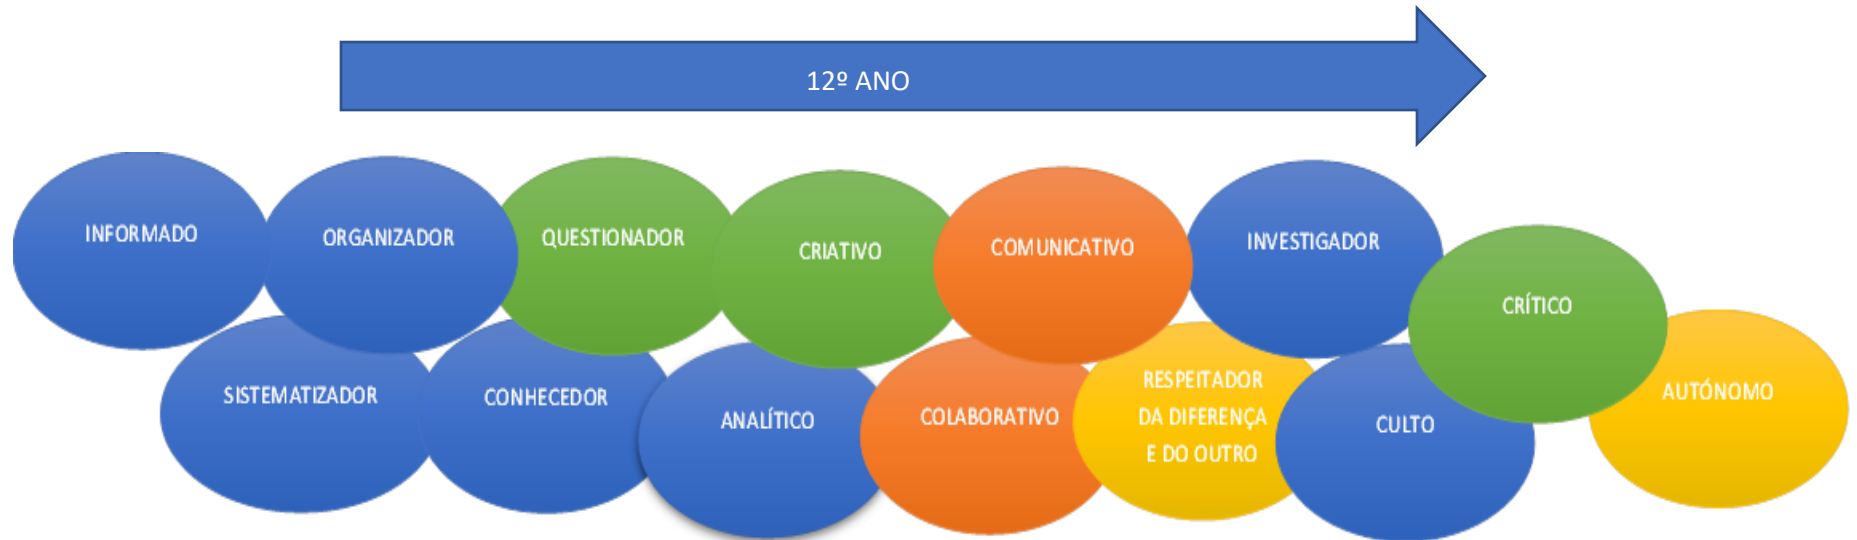 12º ANO
INFORMADO
ORGANIZADOR
QUESTIONADOR
CRIATIVO
COMUNICATIVO
INVESTIGADOR
CRÍTICO
SISTEMATIZADOR
CONHECEDOR
ANALÍTICO
COLABORATIVO
RESPEITADOR
DA DIFERENÇA
E DO OUTRO
CULTO
AUTÓNOMO